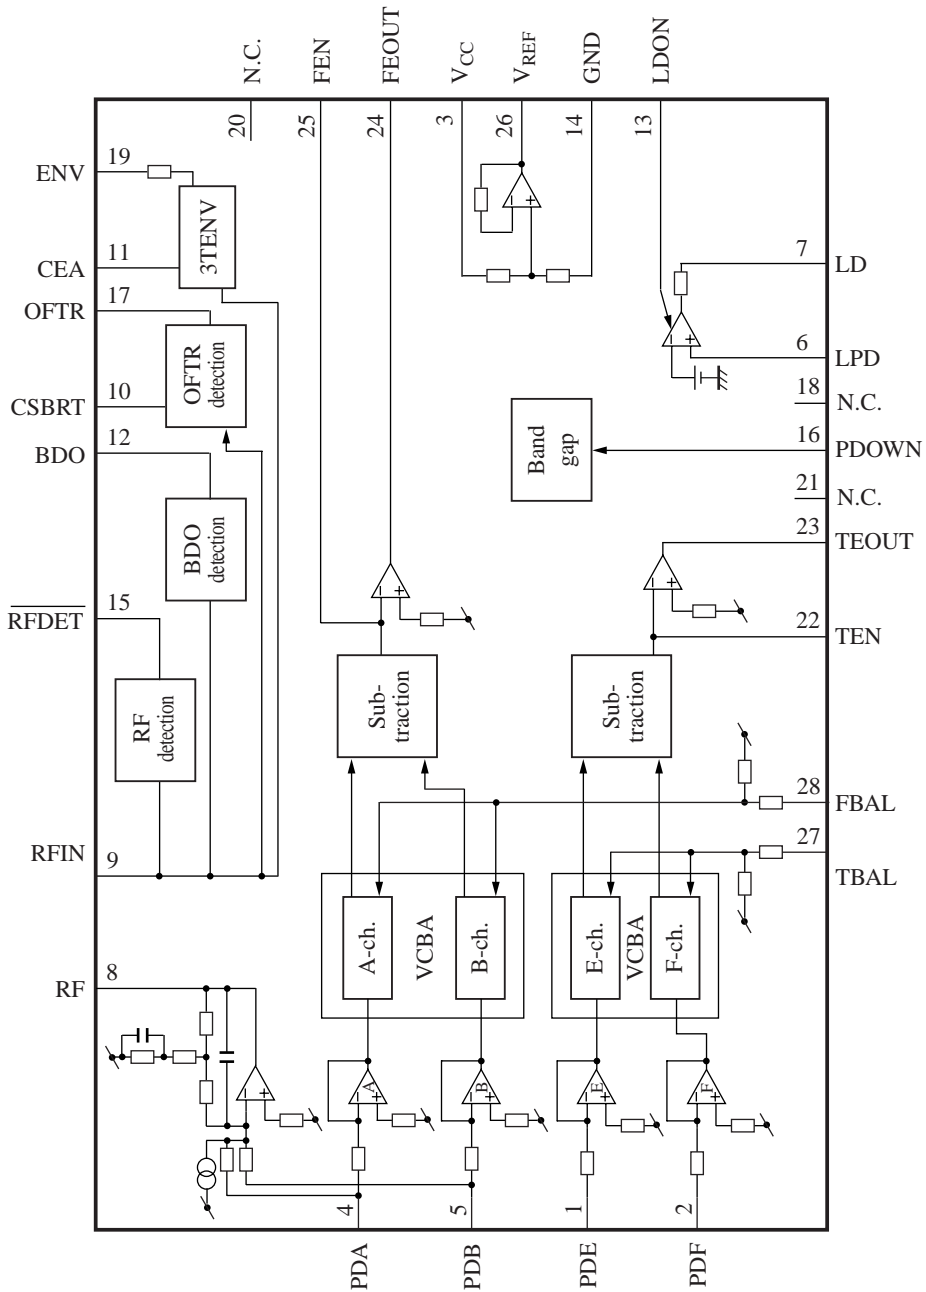 N.C.
FEN
FEOUT
VCC
VREF
GND
LDON
20
25
24
3
26
14
13
ENV
19
CEA
11
3TENV
OFTR
17
CSBRT
10
OFTR
detection
BDO
12
BDO
detection
RFDET
15
RF
detection
RFIN
9
RF
8
7
LD
6
LPD
18
N.C.
16
PDOWN
Band
gap
21
N.C.
23
TEOUT
22
TEN
28
FBAL
27
TBAL
−
+
−
+
−
+
−
+
Sub-
traction
Sub-
traction
A-ch.
VCBA
B-ch.
E-ch.
VCBA
F-ch.
−
+
A
−
+
B
−
+
E
−
+
F
−
+
4
5
1
2
PDA
PDB
PDE
PDF